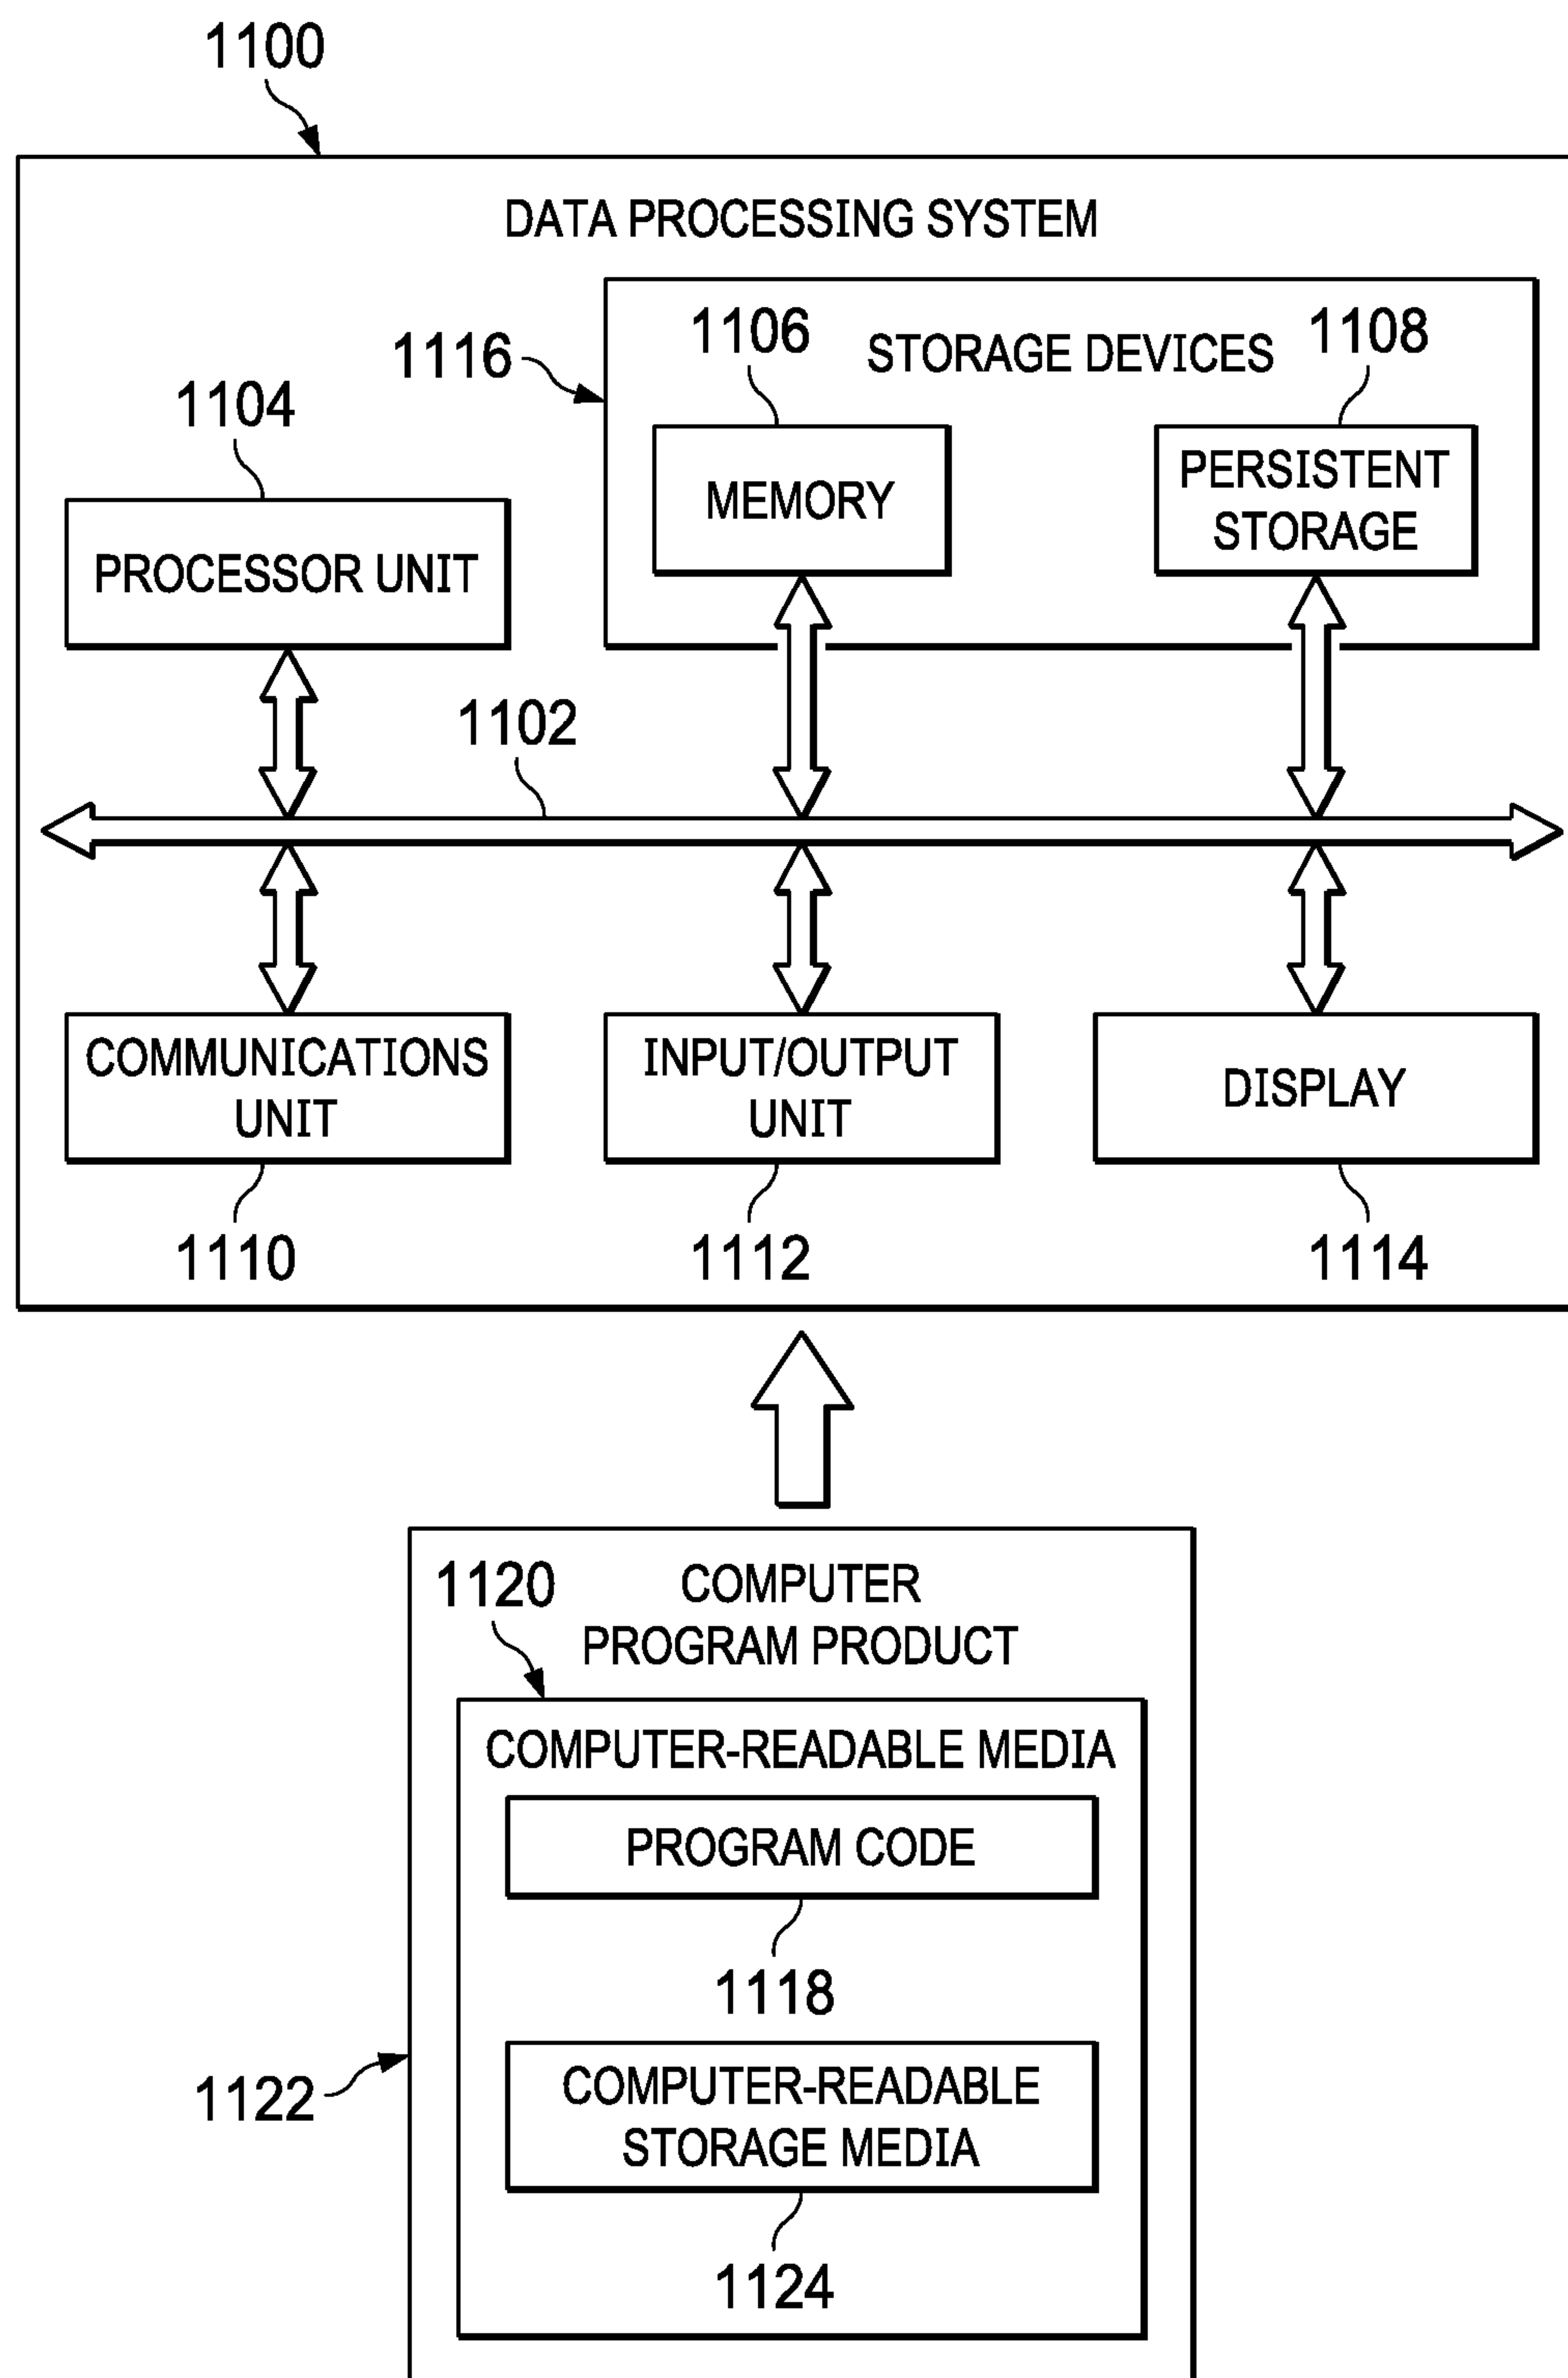 1100
DATA PROCESSING SYSTEM
1116
1106
STORAGE DEVICES
1108
1104
MEMORY
PERSISTENT
STORAGE
PROCESSOR UNIT
1102
COMMUNICATIONS
UNIT
INPUT/OUTPUT
UNIT
DISPLAY
1110
1112
1114
1120
COMPUTER
PROGRAM PRODUCT
COMPUTER-READABLE MEDIA
PROGRAM CODE
1118
1122
COMPUTER-READABLE
STORAGE MEDIA
1124